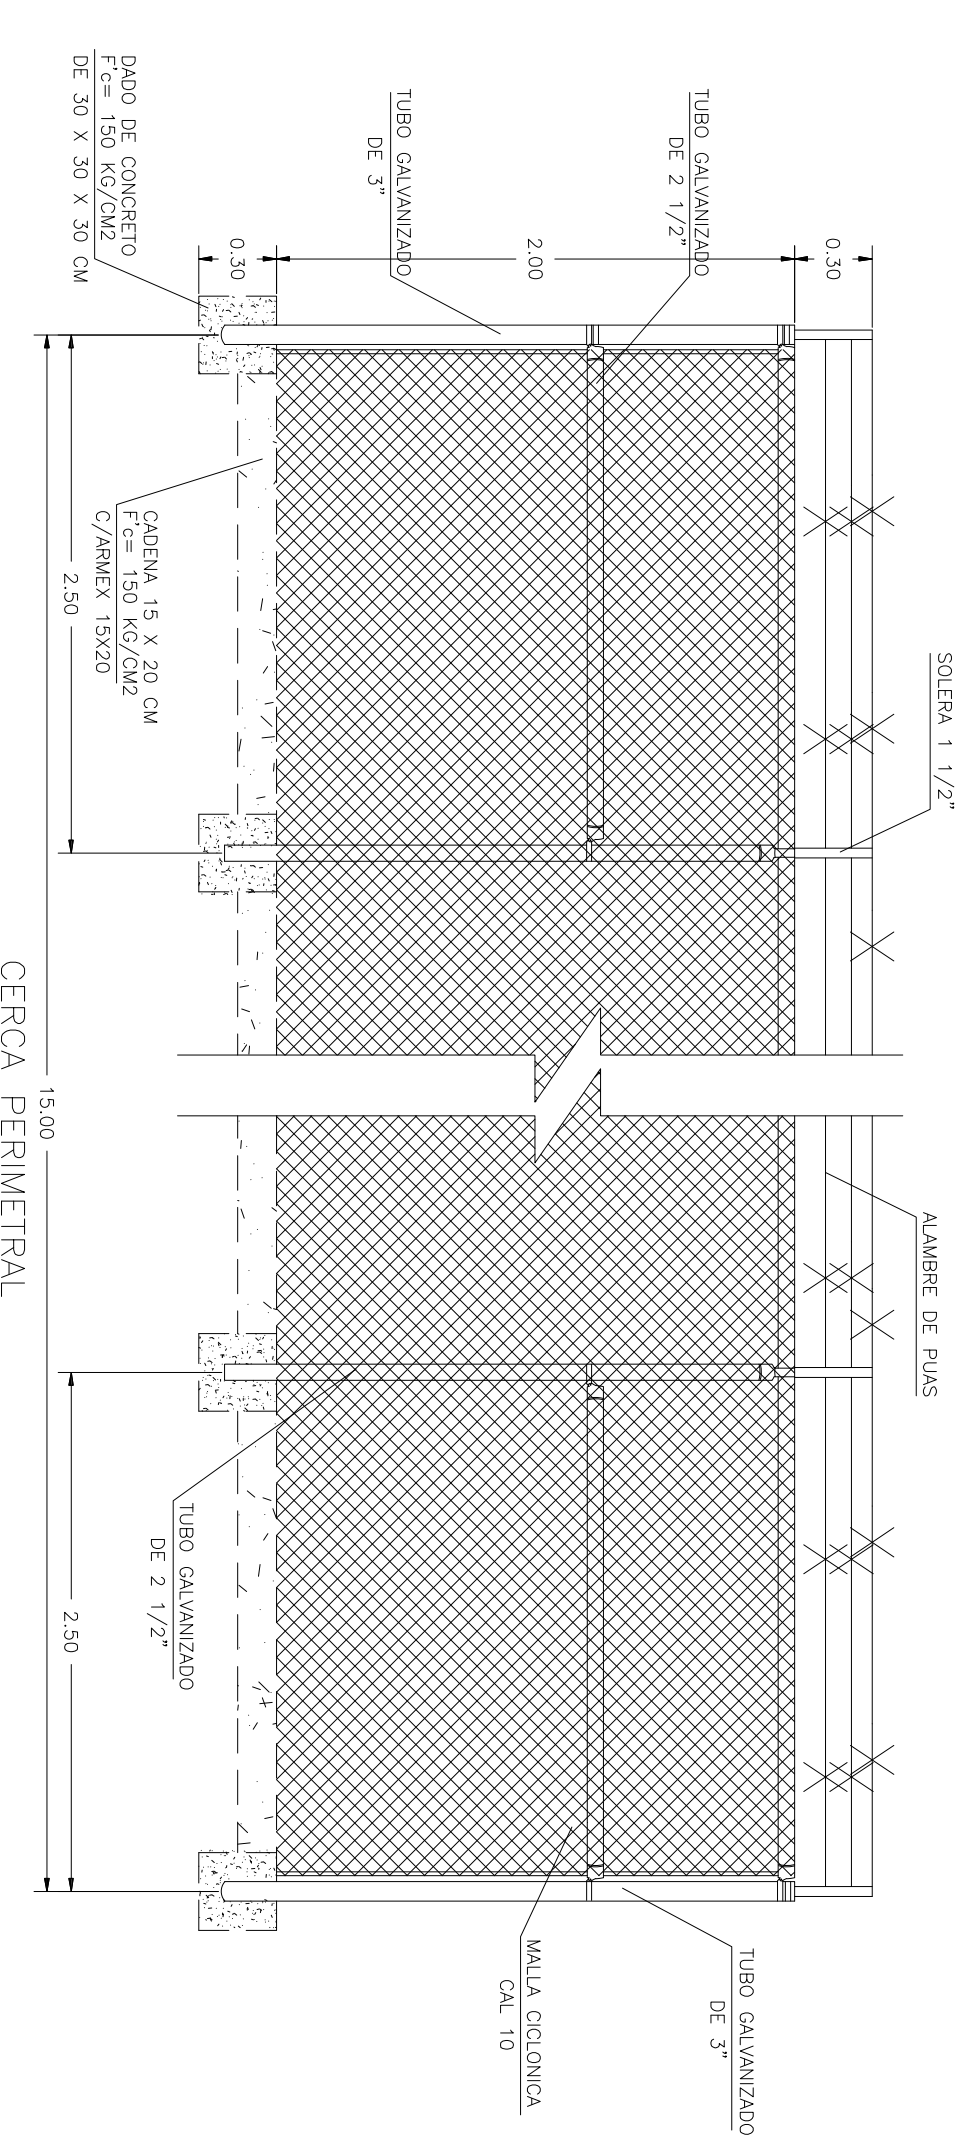 SOLERA 1 1/2"
ALAMBRE DE PUAS
0.30
TUBO GALVANIZADO
DE 2 1/2"
TUBO GALVANIZADO
DE 3"
2.00
MALLA CICLONICA
CAL 10
TUBO GALVANIZADO
DE 3"
0.30
DADO DE CONCRETO
F'c= 150 KG/CM2
DE 30 X 30 X 30 CM
CADENA 15 X 20 CM
F'c= 150 KG/CM2
C/ARMEX 15X20
TUBO GALVANIZADO
DE 2 1/2"
2.50
2.50
15.00
CERCA PERIMETRAL